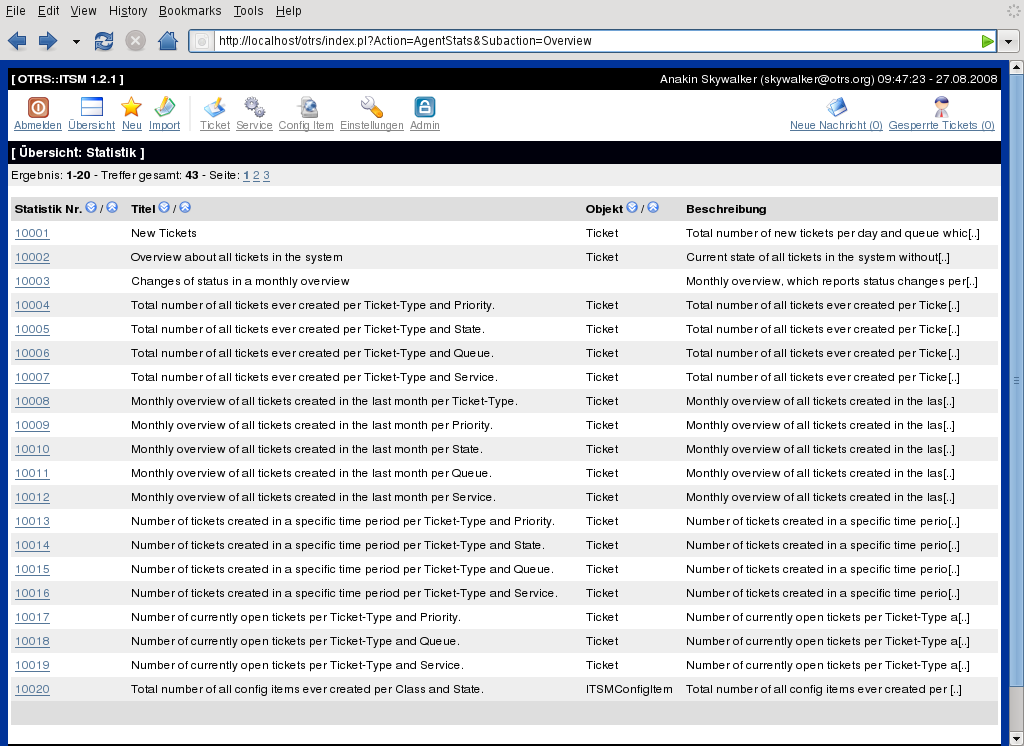 File Edit View History Bookmarks Tools Help
http://localhost/otrs/index.pl?Action=AgentStats&Subaction=Overview
[ OTRS::ITSM 1.2.1 ] Anakin Skywalker (skywalker@otrs.org) 09:47:23 - 27.08.2008
Abmelden Übersicht Neu Import Ticket Service Config Item Einstellungen Admin Neue Nachricht (0) Gesperrte Tickets (0)
[ Übersicht: Statistik ]
Ergebnis: 1-20 - Treffer gesamt: 43 - Seite: 1 2 3
Statistik Nr. / Titel / Objekt / Beschreibung
10001 New Tickets Ticket Total number of new tickets per day and queue whic[..]
10002 Overview about all tickets in the system Ticket Current state of all tickets in the system without[..]
10003 Changes of status in a monthly overview Monthly overview, which reports status changes per[..]
10004 Total number of all tickets ever created per Ticket-Type and Priority. Ticket Total number of all tickets ever created per Ticke[..]
10005 Total number of all tickets ever created per Ticket-Type and State. Ticket Total number of all tickets ever created per Ticke[..]
10006 Total number of all tickets ever created per Ticket-Type and Queue. Ticket Total number of all tickets ever created per Ticke[..]
10007 Total number of all tickets ever created per Ticket-Type and Service. Ticket Total number of all tickets ever created per Ticke[..]
10008 Monthly overview of all tickets created in the last month per Ticket-Type. Ticket Monthly overview of all tickets created in the las[..]
10009 Monthly overview of all tickets created in the last month per Priority. Ticket Monthly overview of all tickets created in the las[..]
10010 Monthly overview of all tickets created in the last month per State. Ticket Monthly overview of all tickets created in the las[..]
10011 Monthly overview of all tickets created in the last month per Queue. Ticket Monthly overview of all tickets created in the las[..]
10012 Monthly overview of all tickets created in the last month per Service. Ticket Monthly overview of all tickets created in the las[..]
10013 Number of tickets created in a specific time period per Ticket-Type and Priority. Ticket Number of tickets created in a specific time perio[..]
10014 Number of tickets created in a specific time period per Ticket-Type and State. Ticket Number of tickets created in a specific time perio[..]
10015 Number of tickets created in a specific time period per Ticket-Type and Queue. Ticket Number of tickets created in a specific time perio[..]
10016 Number of tickets created in a specific time period per Ticket-Type and Service. Ticket Number of tickets created in a specific time perio[..]
10017 Number of currently open tickets per Ticket-Type and Priority. Ticket Number of currently open tickets per Ticket-Type a[..]
10018 Number of currently open tickets per Ticket-Type and Queue. Ticket Number of currently open tickets per Ticket-Type a[..]
10019 Number of currently open tickets per Ticket-Type and Service. Ticket Number of currently open tickets per Ticket-Type a[..]
10020 Total number of all config items ever created per Class and State. ITSMConfigItem Total number of all config items ever created per [..]